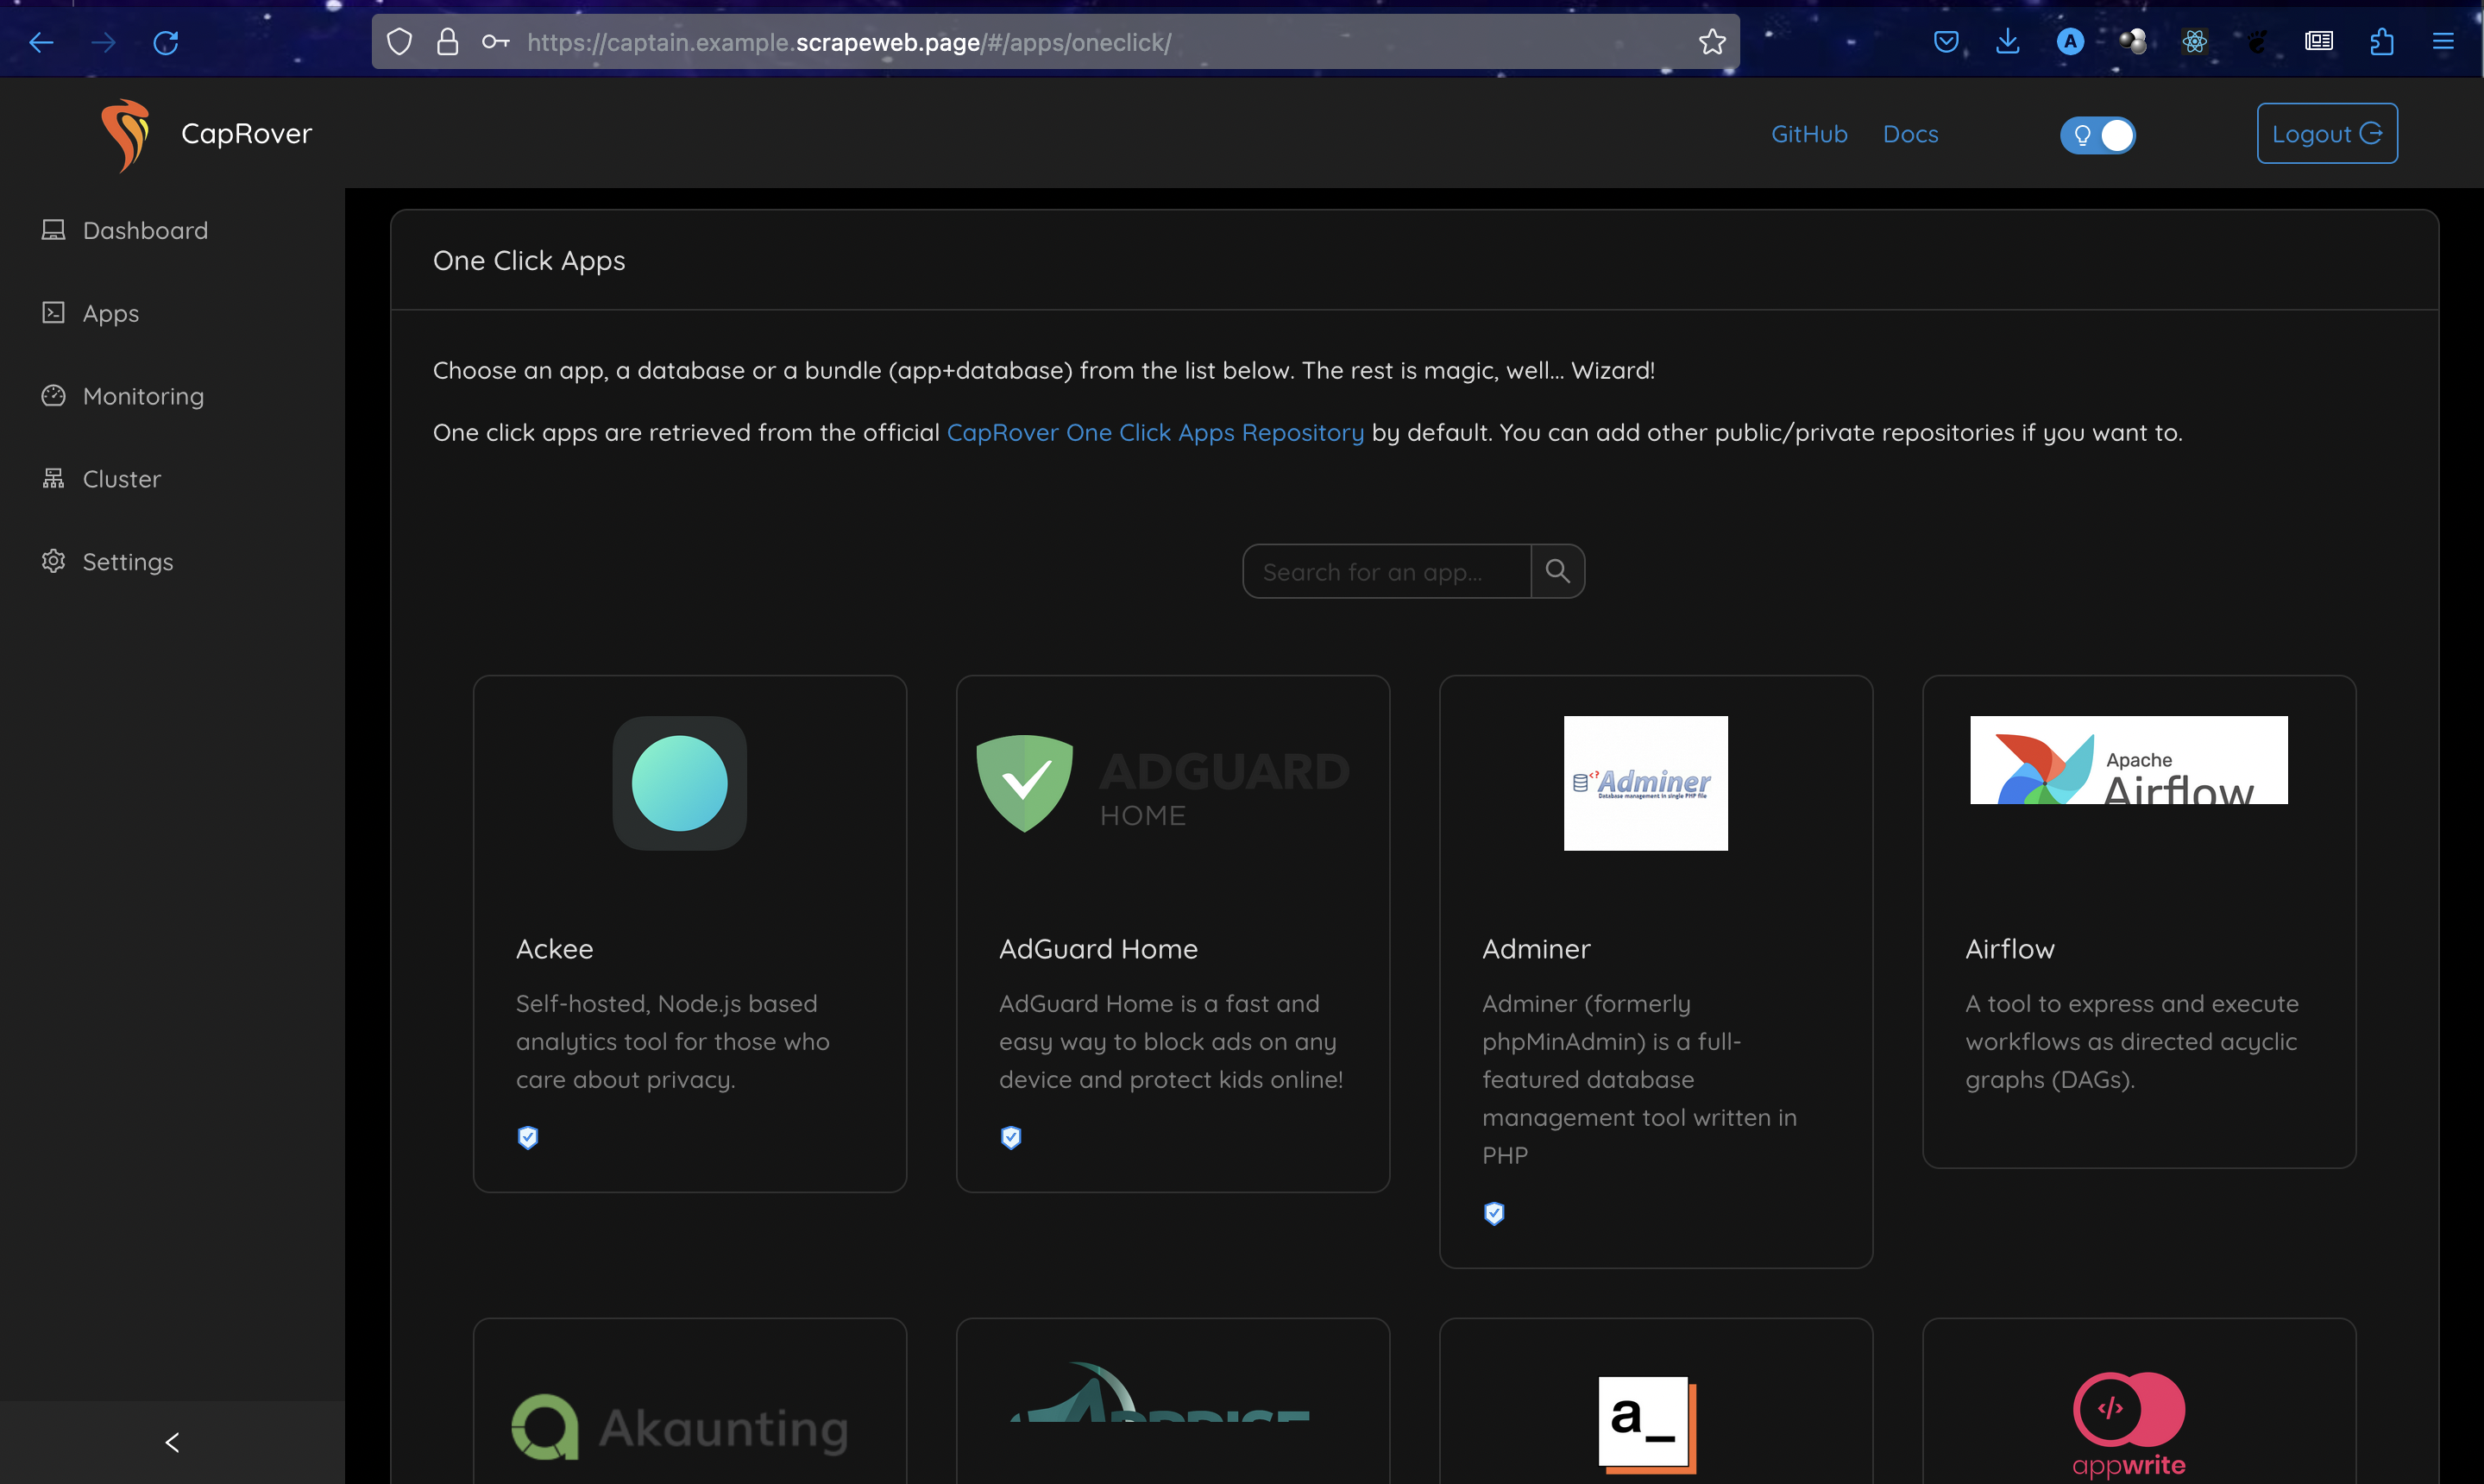 https://captain.example.scrapeweb.page/#/apps/oneclick/
CapRover
GitHub
Docs
Logout
Dashboard
Apps
Monitoring
Cluster
Settings
One Click Apps
Choose an app, a database or a bundle (app+database) from the list below. The rest is magic, well... Wizard!
One click apps are retrieved from the official CapRover One Click Apps Repository by default. You can add other public/private repositories if you want to.
Search for an app...
ADGUARD
HOME
Adminer
Database management in single PHP file
Apache
Airflow
Ackee
Self-hosted, Node.js based
analytics tool for those who
care about privacy.
AdGuard Home
AdGuard Home is a fast and
easy way to block ads on any
device and protect kids online!
Adminer
Adminer (formerly
phpMinAdmin) is a full-
featured database
management tool written in
PHP
Airflow
A tool to express and execute
workflows as directed acyclic
graphs (DAGs).
Akaunting
APPRISE
a_
</>
appwrite